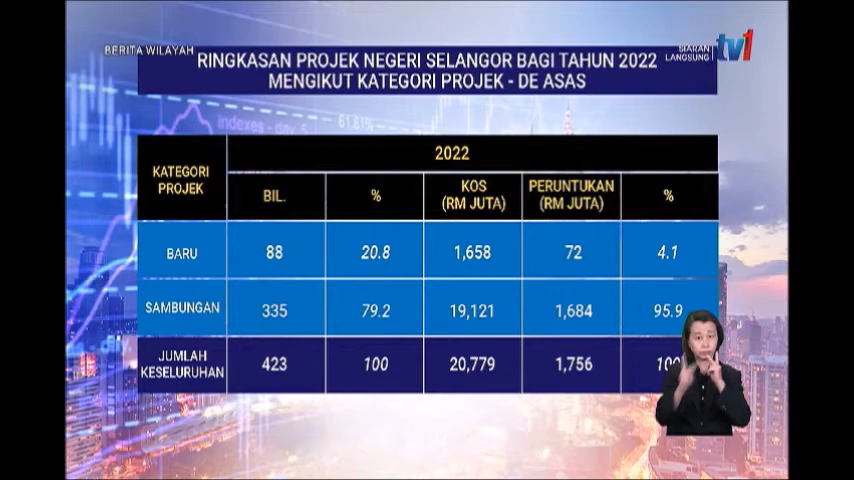 BERITA WILAYAH
SIARAN
LANGSUNG
tv1
RINGKASAN PROJEK NEGERI SELANGOR BAGI TAHUN 2022
MENGIKUT KATEGORI PROJEK - DE ASAS
indexes - day 5
61.81%
KATEGORI
PROJEK
2022
BIL.
%
KOS
(RM JUTA)
PERUNTUKAN
(RM JUTA)
%
BARU
88
20.8
1,658
72
4.1
SAMBUNGAN
335
79.2
19,121
1,684
95.9
JUMLAH
KESELURUHAN
423
100
20,779
1,756
100